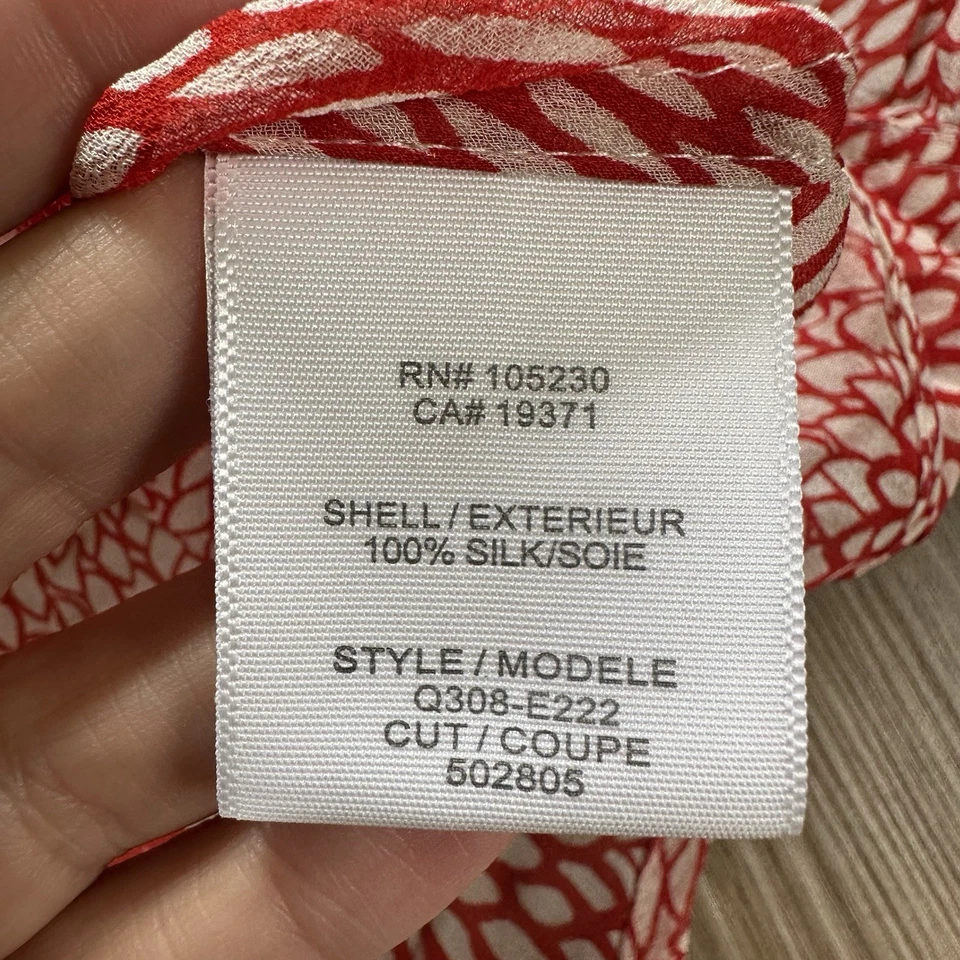 RN# 105230
CA# 19371
SHELL / EXTERIEUR
100% SILK/SOIE
STYLE / MODELE
Q308-E222
CUT / COUPE
502805